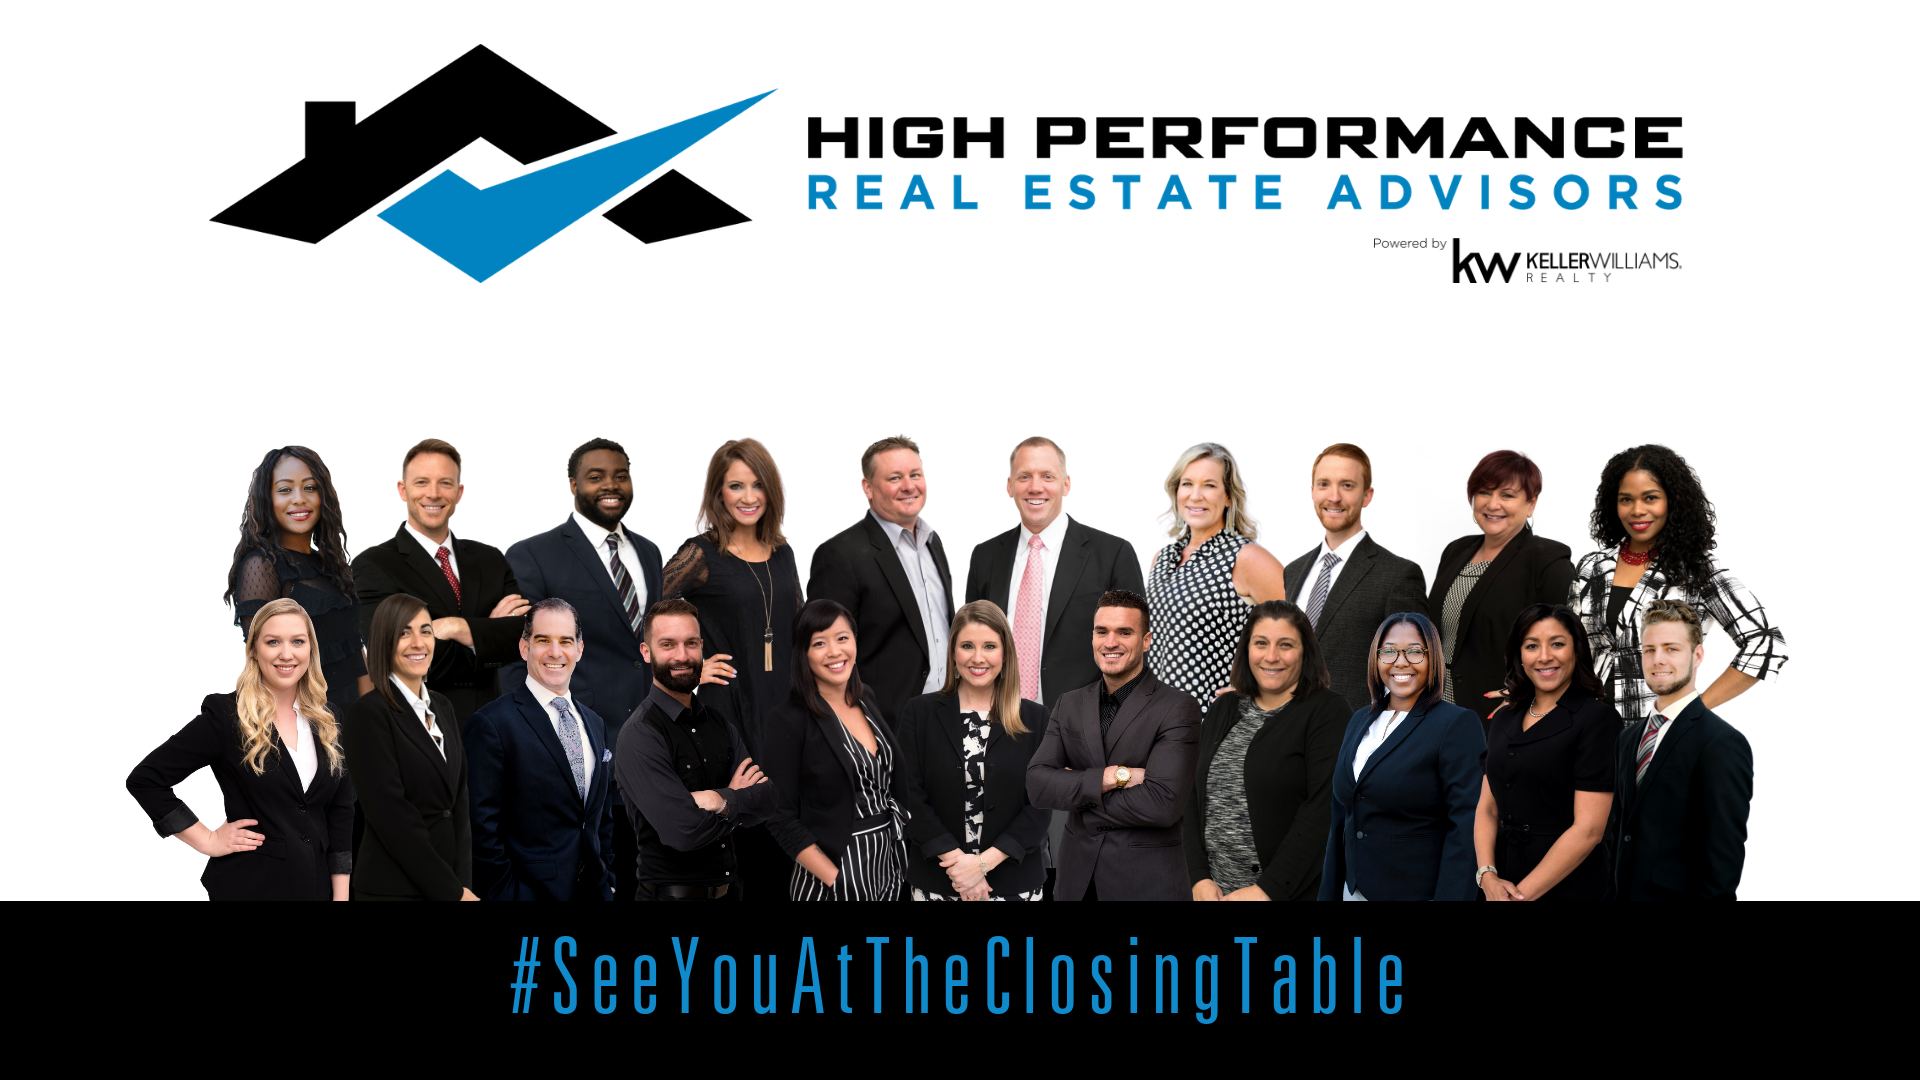 HIGH PERFORMANCE
REAL ESTATE ADVISORS
Powered by
kw KELLERWILLIAMS.
REALTY
#SeeYouAtTheClosingTable